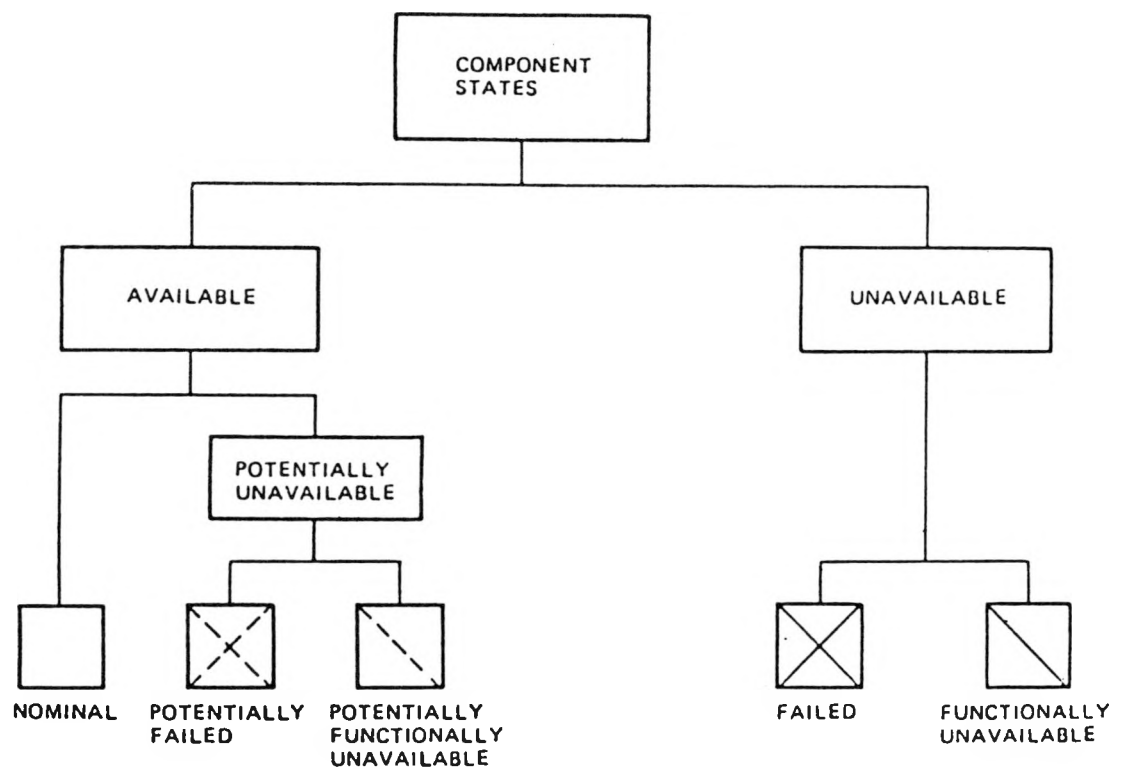 COMPONENT
STATES
AVAILABLE
UNAVAILABLE
POTENTIALLY
UNAVAILABLE
NOMINAL
POTENTIALLY
FAILED
POTENTIALLY
FUNCTIONALLY
UNAVAILABLE
FAILED
FUNCTIONALLY
UNAVAILABLE